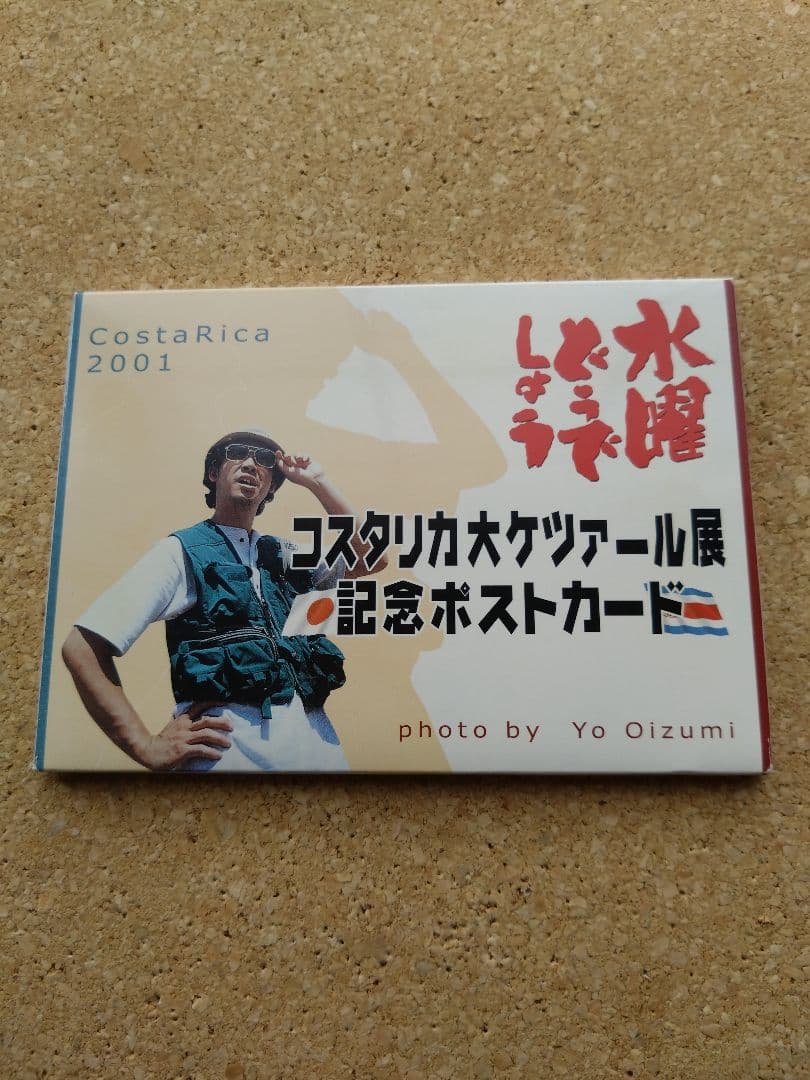 CostaRica
2001
水曜
どうで
しょう
コスタリカ大ケツァール展
記念ポストカード
photo by Yo Oizumi